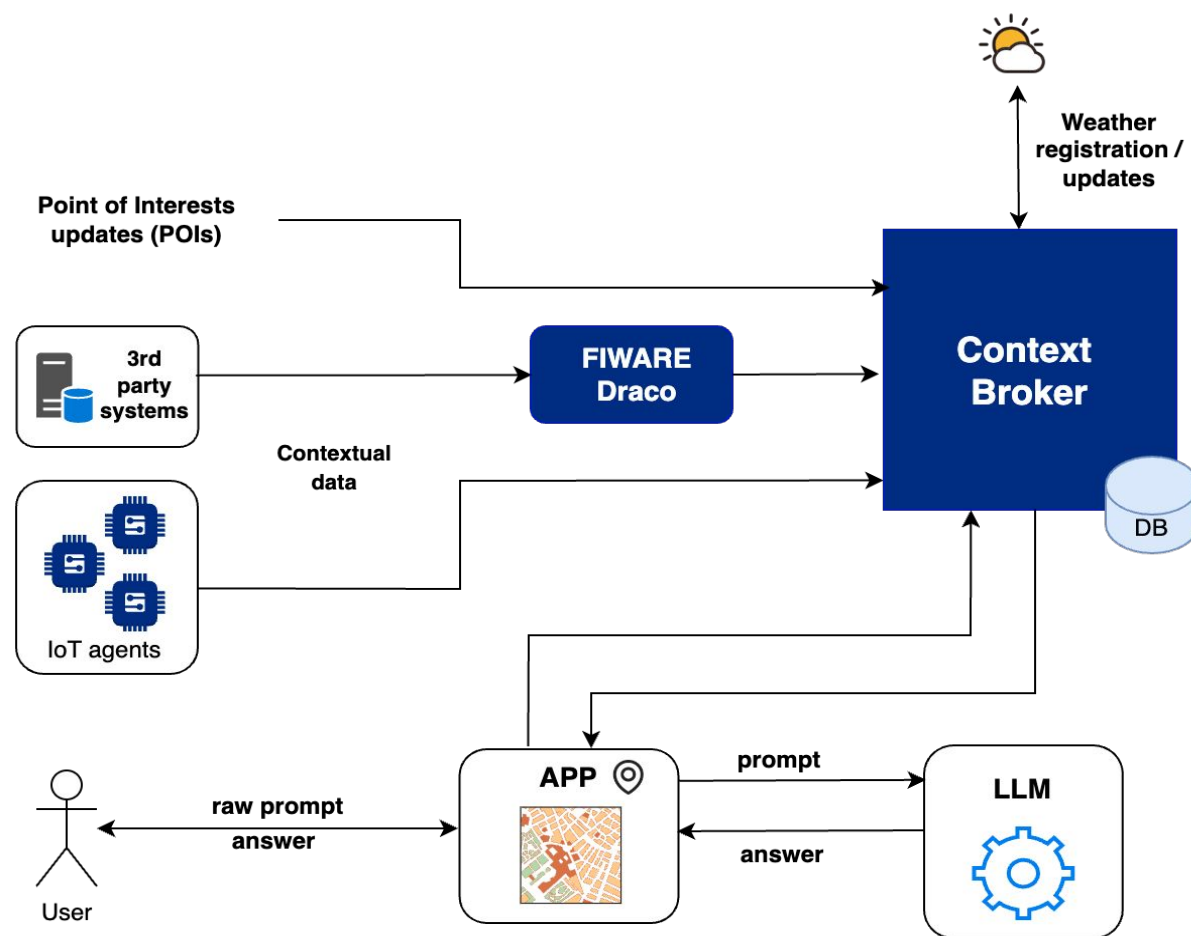 Weather
registration /
updates
Point of Interests
updates (POIs)
3rd
party
systems
FIWARE
Draco
Context
Broker
Contextual
data
DB
IoT agents
APP
prompt
LLM
raw prompt
answer
answer
User